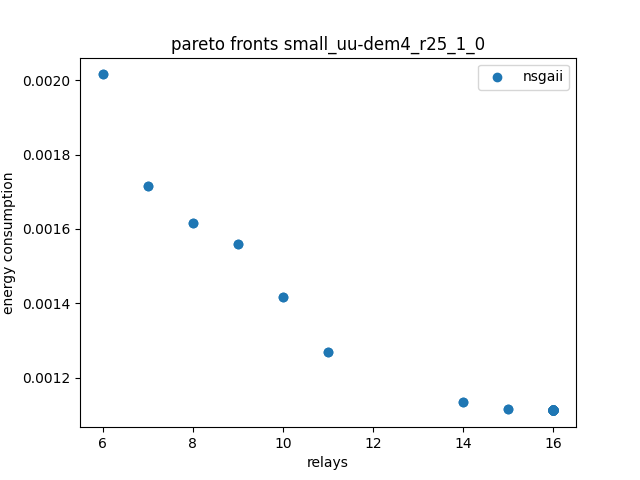 pareto fronts small_uu-dem4_r25_1_0
nsgaii
0.0020
0.0018
0.0016
0.0014
0.0012
energy consumption
6
8
10
12
14
16
relays